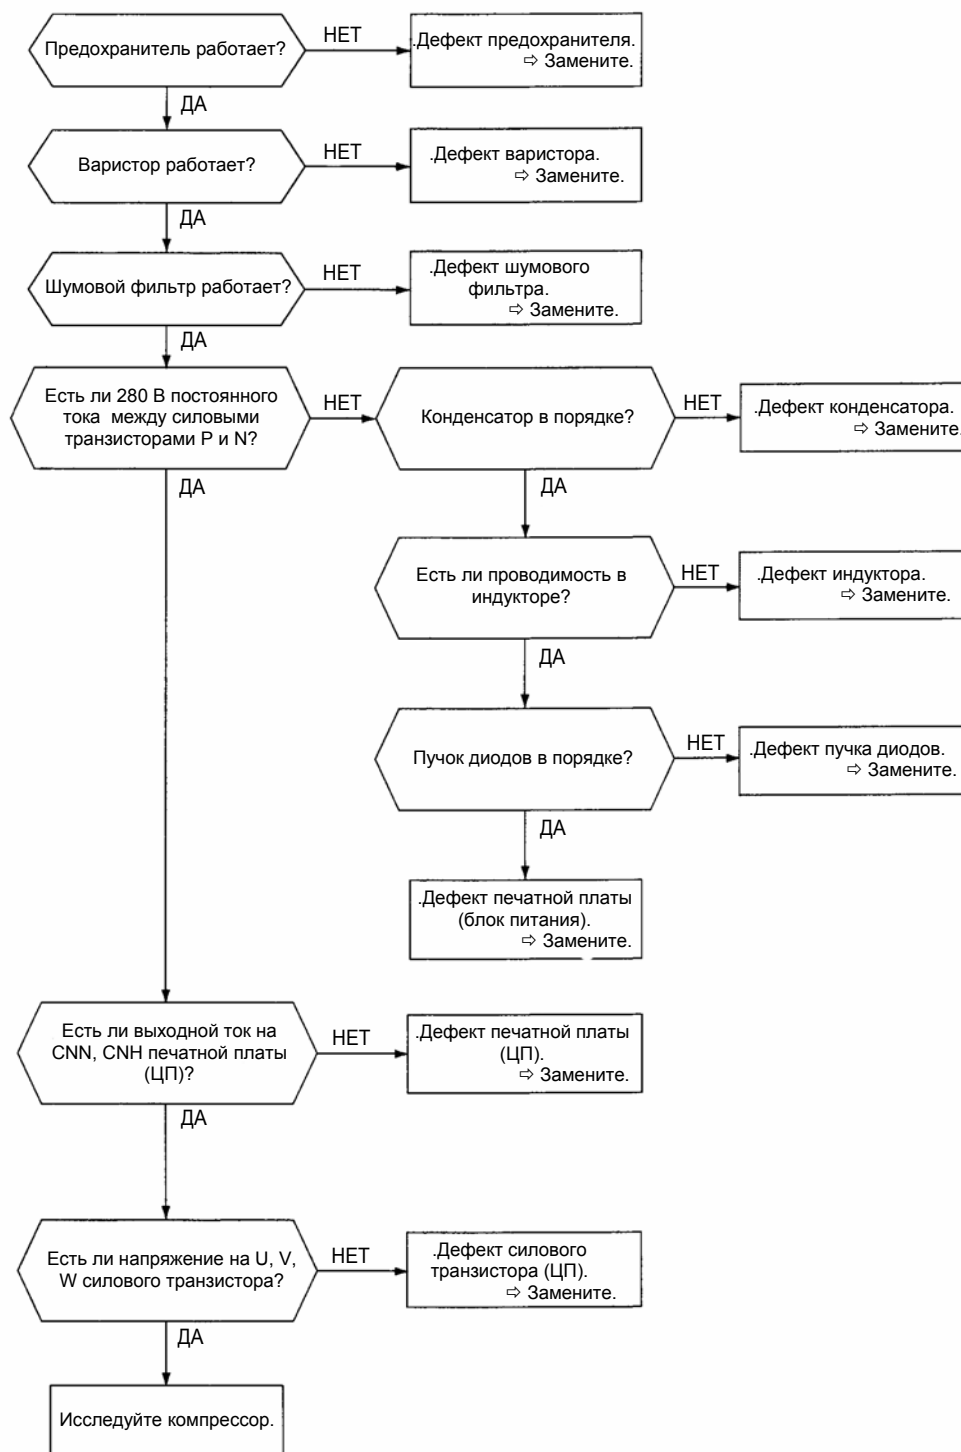 Предохранитель работает?
НЕТ
.Дефект предохранителя.
⇨ Замените.
ДА
Варистор работает?
НЕТ
.Дефект варистора.
⇨ Замените.
ДА
Шумовой фильтр работает?
НЕТ
.Дефект шумового
фильтра.
⇨ Замените.
ДА
Есть ли 280 В постоянного
тока между силовыми
транзисторами P и N?
НЕТ
Конденсатор в порядке?
НЕТ
.Дефект конденсатора.
⇨ Замените.
ДА
ДА
Есть ли проводимость в
индукторе?
НЕТ
.Дефект индуктора.
⇨ Замените.
ДА
Пучок диодов в порядке?
НЕТ
.Дефект пучка диодов.
⇨ Замените.
ДА
.Дефект печатной платы
(блок питания).
⇨ Замените.
Есть ли выходной ток на
CNN, CNH печатной платы
(ЦП)?
НЕТ
.Дефект печатной платы
(ЦП).
⇨ Замените.
ДА
Есть ли напряжение на U, V,
W силового транзистора?
НЕТ
.Дефект силового
транзистора (ЦП).
⇨ Замените.
ДА
Исследуйте компрессор.